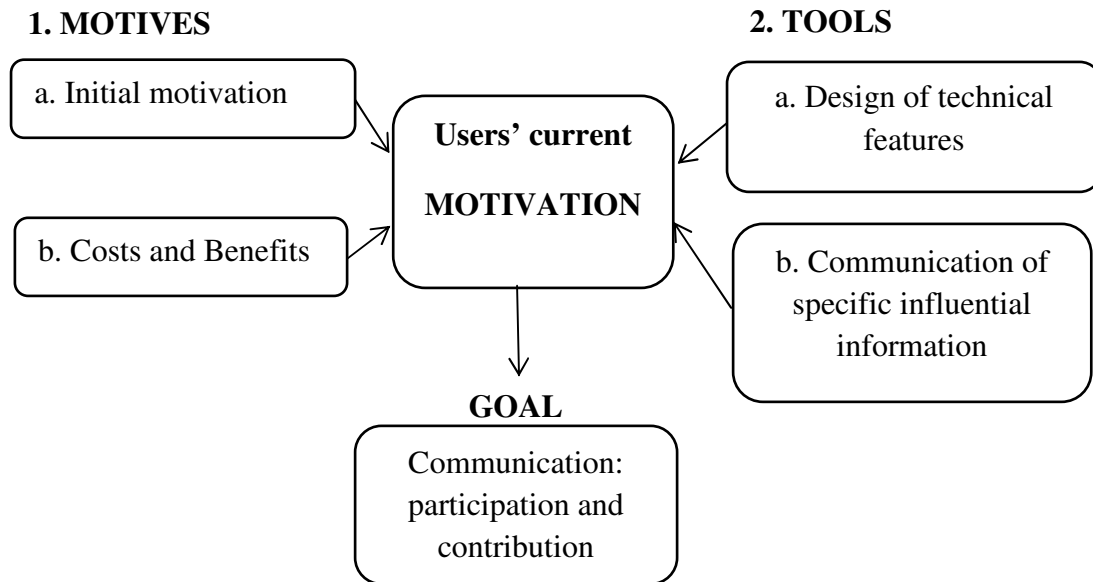 1. MOTIVES
a. Initial motivation
b. Costs and Benefits
Users’ current
MOTIVATION
2. TOOLS
a. Design of technical
features
b. Communication of
specific influential
information
GOAL
Communication:
participation and
contribution